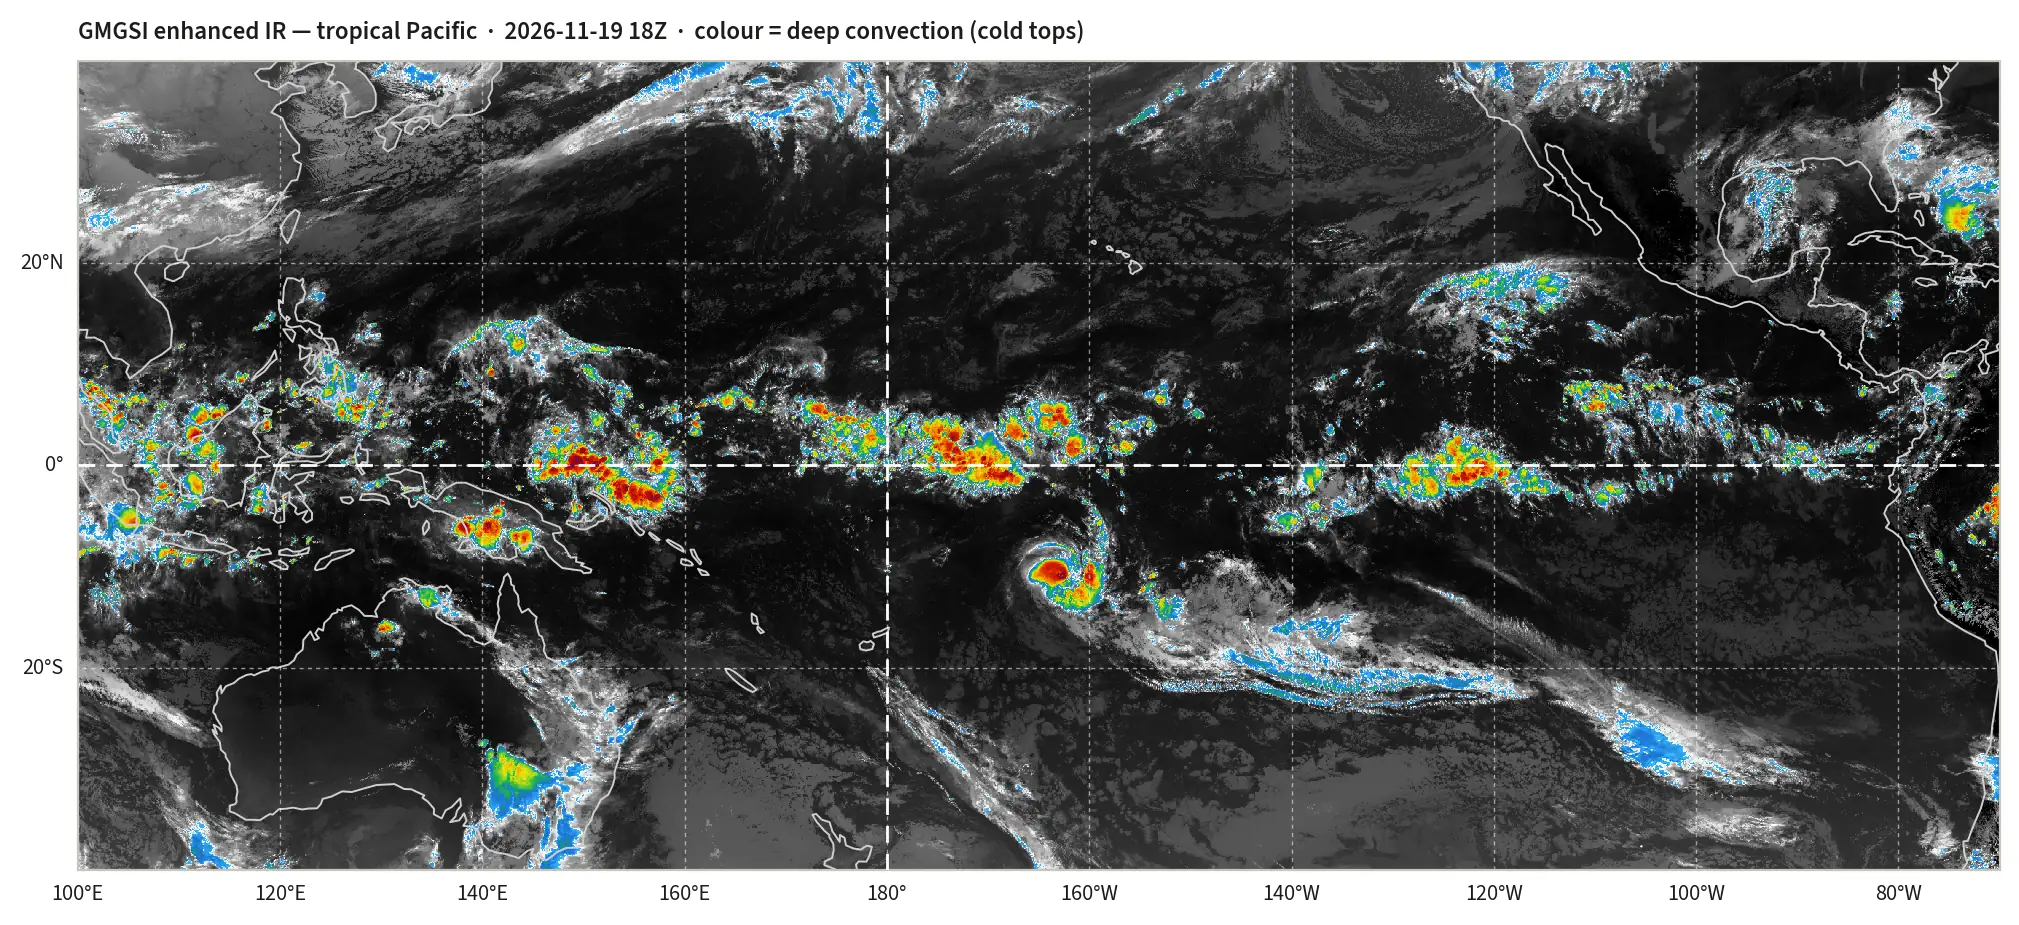 GMGSI enhanced IR — tropical Pacific · 2026-11-19 18Z · colour = deep convection (cold tops)
20°N
0°
20°S
100°E 120°E 140°E 160°E 180° 160°W 140°W 120°W 100°W 80°W